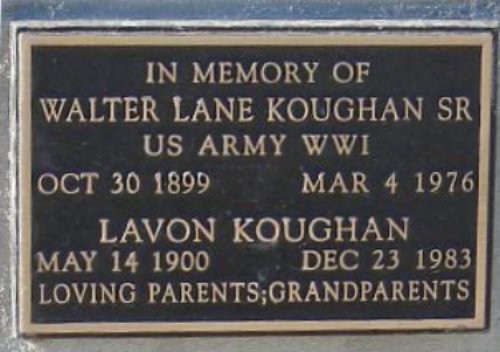 IN MEMORY OF
WALTER LANE KOUGHAN SR
US ARMY WWI
OCT 30 1899 MAR 4 1976
LAVON KOUGHAN
MAY 14 1900 DEC 23 1983
LOVING PARENTS;GRANDPARENTS